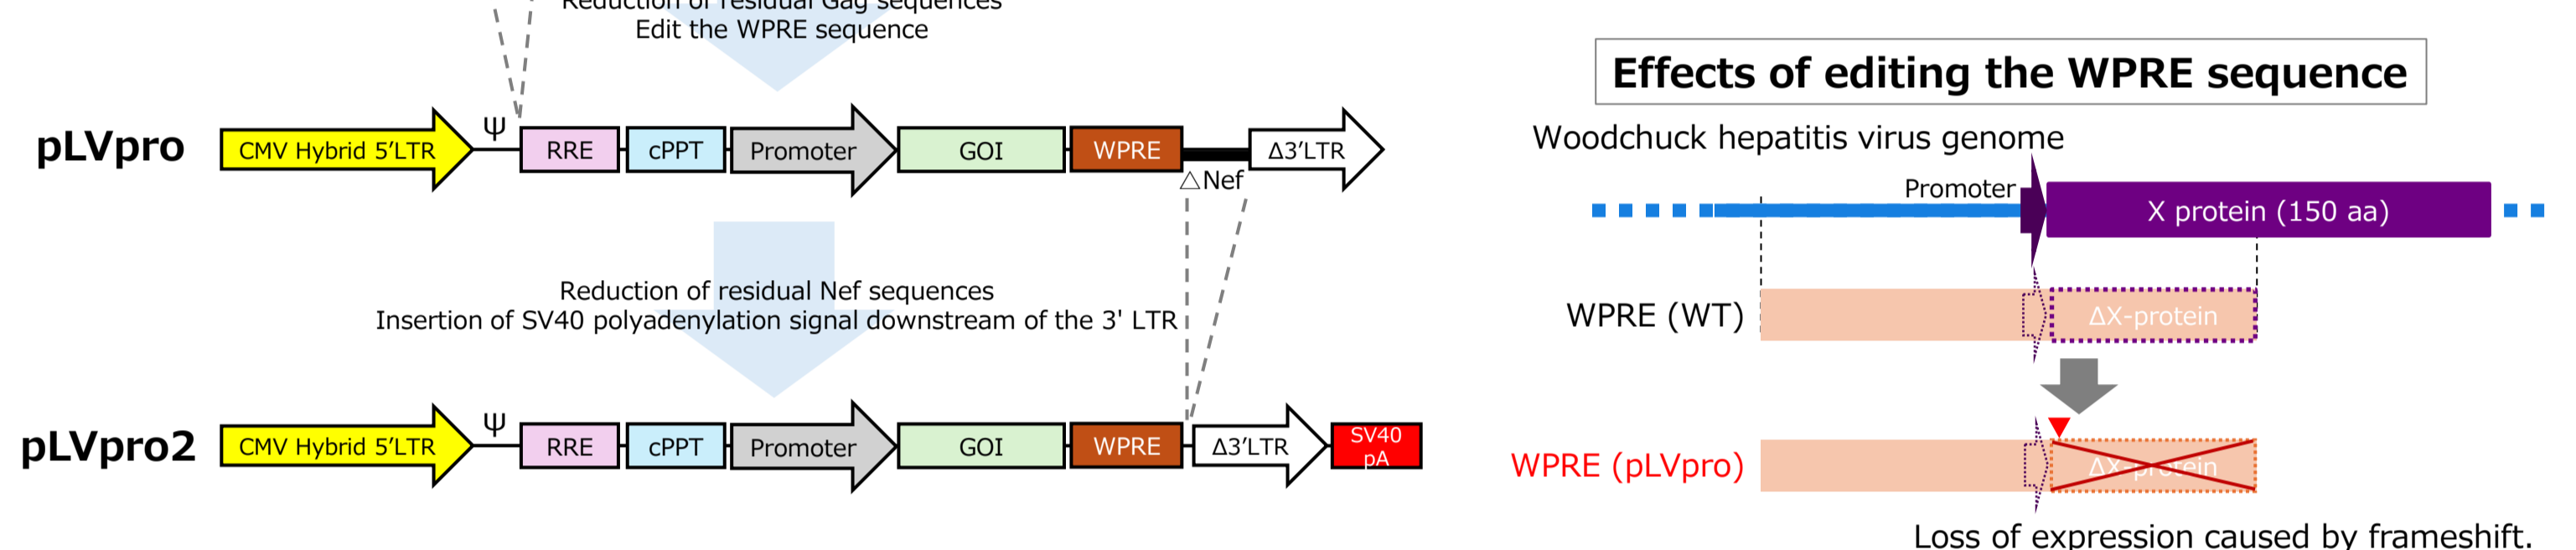 Reduction of residual Gag sequences
Edit the WPRE sequence
pLVpro
CMV Hybrid 5′LTR
Ψ
RRE
cPPT
Promoter
GOI
WPRE
△Nef
Δ3′LTR
Reduction of residual Nef sequences
Insertion of SV40 polyadenylation signal downstream of the 3' LTR
pLVpro2
CMV Hybrid 5′LTR
Ψ
RRE
cPPT
Promoter
GOI
WPRE
Δ3′LTR
SV40
pA
Effects of editing the WPRE sequence
Woodchuck hepatitis virus genome
Promoter
X protein (150 aa)
WPRE (WT)
ΔX-protein
WPRE (pLVpro)
ΔX-protein
Loss of expression caused by frameshift.